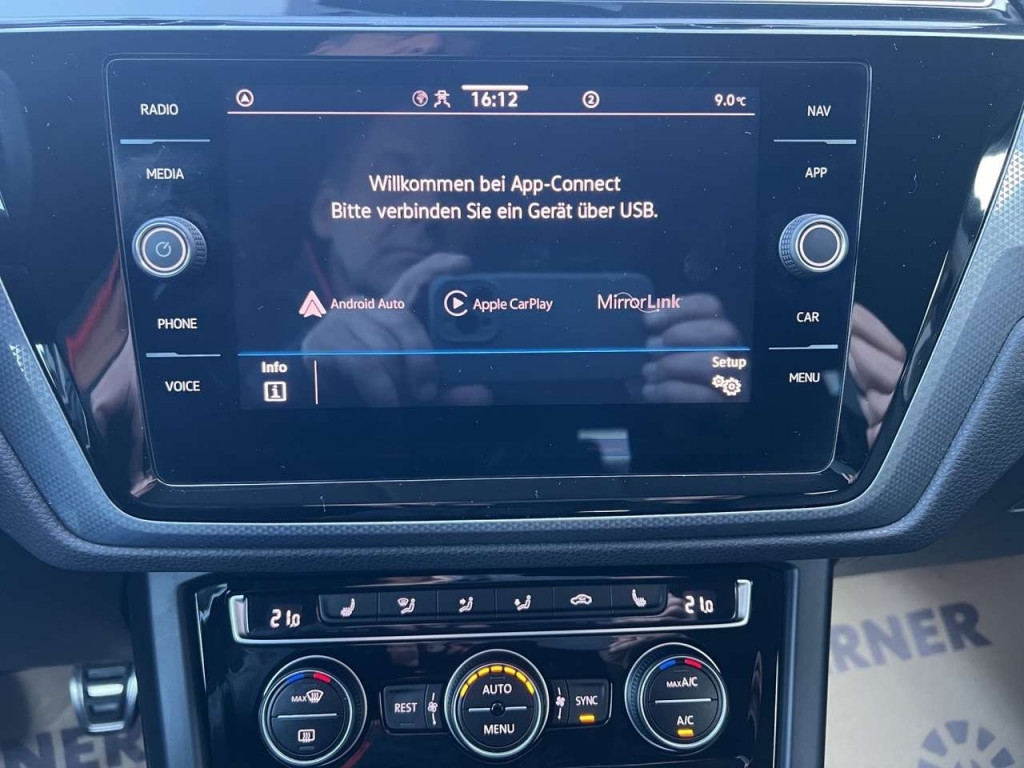 RADIO
MEDIA
PHONE
VOICE
16:12
2
9.0°C
Willkommen bei App-Connect
Bitte verbinden Sie ein Gerät über USB.
Android Auto
Apple CarPlay
MirrorLink
Info
i
Setup
NAV
APP
CAR
MENU
21.0
21.0
MAX
REST
AUTO
MENU
SYNC
MAX A/C
A/C
RNER
RNER